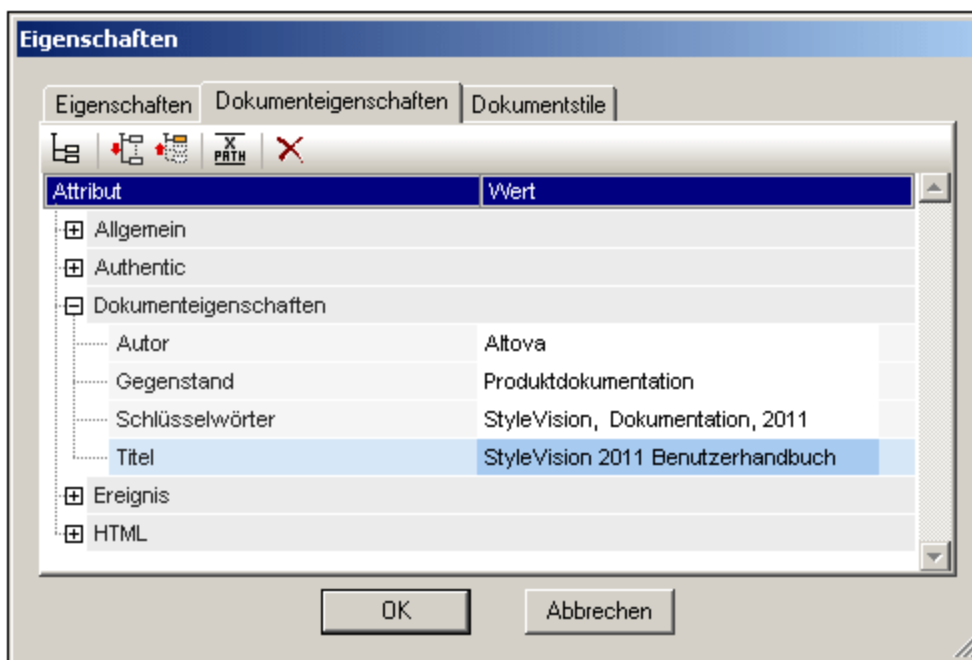 Eigenschaften
Eigenschaften Dokumenteigenschaften Dokumentstile
X PATH
Attribut Wert
Allgemein
Authentic
Dokumenteigenschaften
Autor Altova
Gegenstand Produktdokumentation
Schlüsselwörter StyleVision, Dokumentation, 2011
Titel StyleVision 2011 Benutzerhandbuch
Ereignis
HTML
OK Abbrechen